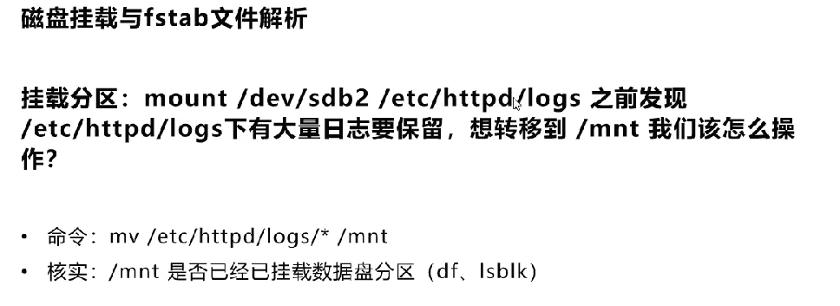 磁盘挂载与fstab文件解析
挂载分区：mount /dev/sdb2 /etc/httpd/logs 之前发现
/etc/httpd/logs下有大量日志要保留，想转移到 /mnt 我们该怎么操
作？
• 命令：mv /etc/httpd/logs/* /mnt
• 核实：/mnt 是否已经已挂载数据盘分区（df、lsblk）